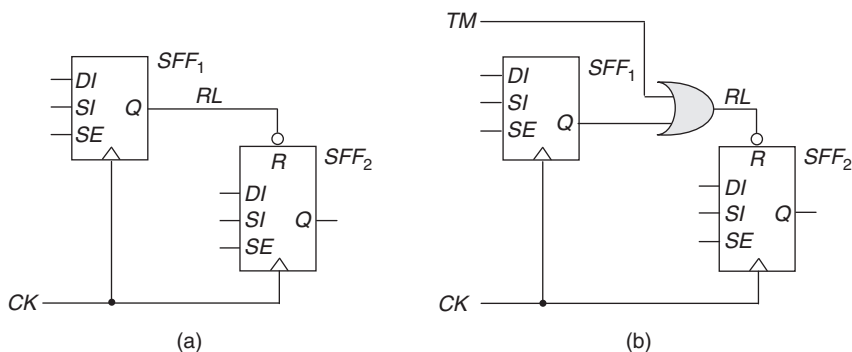 SFF1
DI
SI
SE
Q
RL
R
SFF2
DI
SI
SE
Q
CK
(a)
TM
SFF1
DI
SI
SE
Q
RL
R
SFF2
DI
SI
SE
Q
CK
(b)